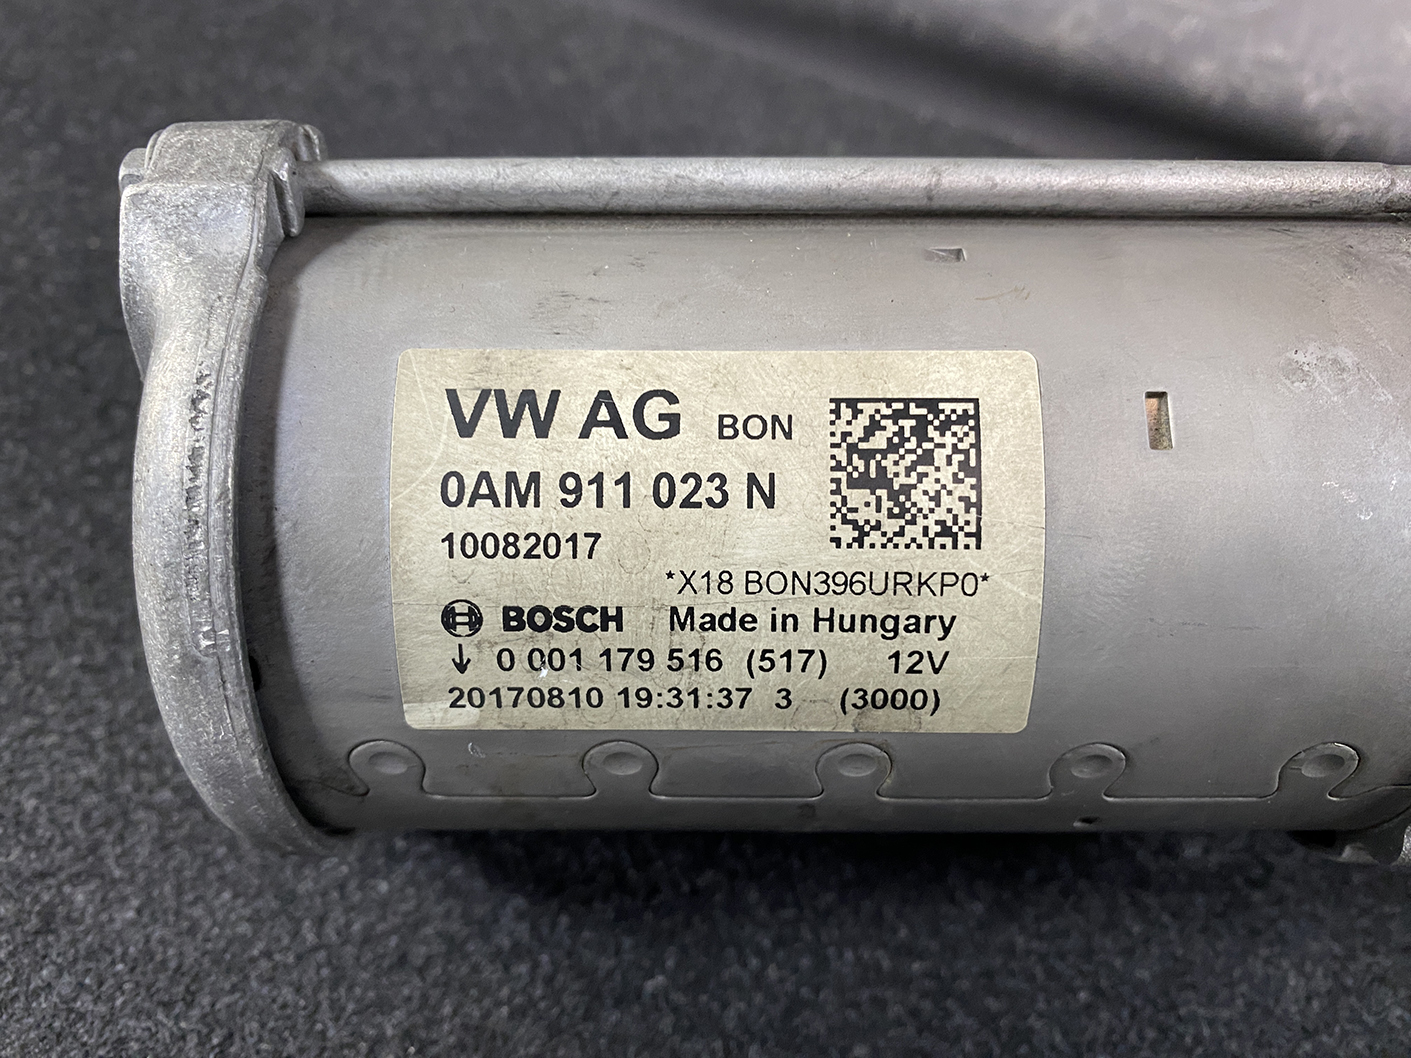 VW AG BON
0AM 911 023 N
10082017
*X18 BON396URKP0*
BOSCH Made in Hungary
↓ 0 001 179 516 (517) 12V
20170810 19:31:37 3 (3000)